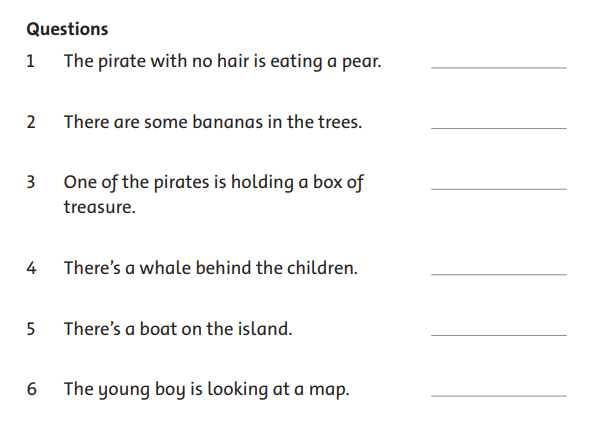 Questions
1 The pirate with no hair is eating a pear.
2 There are some bananas in the trees.
3 One of the pirates is holding a box of
treasure.
4 There's a whale behind the children.
5 There's a boat on the island.
6 The young boy is looking at a map.